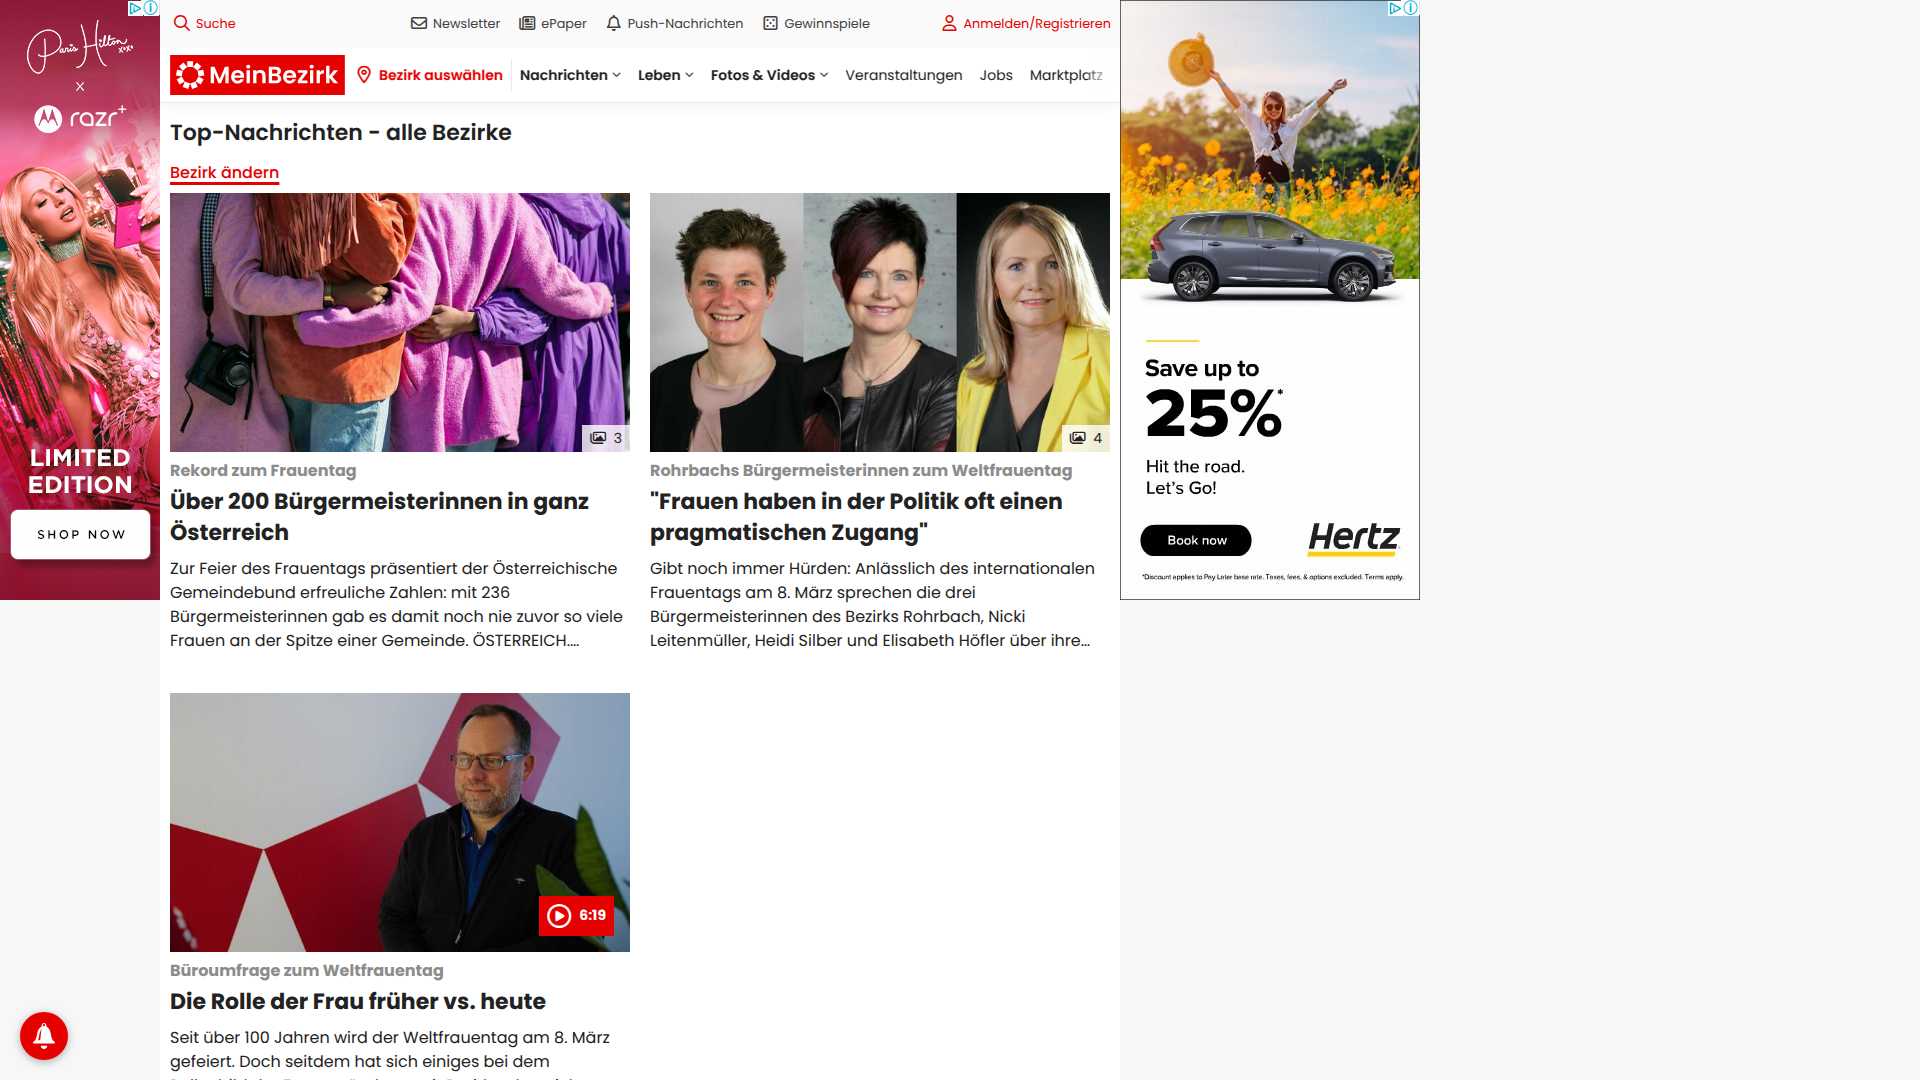 Paris Hilton
xoxo
X
razr+
LIMITED
EDITION
SHOP NOW
Suche
Newsletter
ePaper
Push-Nachrichten
Gewinnspiele
Anmelden/Registrieren
MeinBezirk
Bezirk auswählen
Nachrichten
Leben
Fotos & Videos
Veranstaltungen
Jobs
Marktplatz
Top-Nachrichten - alle Bezirke
Bezirk ändern
3
Rekord zum Frauentag
Über 200 Bürgermeisterinnen in ganz
Österreich
Zur Feier des Frauentags präsentiert der Österreichische
Gemeindebund erfreuliche Zahlen: mit 236
Bürgermeisterinnen gab es damit noch nie zuvor so viele
Frauen an der Spitze einer Gemeinde. ÖSTERREICH....
4
Rohrbachs Bürgermeisterinnen zum Weltfrauentag
"Frauen haben in der Politik oft einen
pragmatischen Zugang"
Gibt noch immer Hürden: Anlässlich des internationalen
Frauentags am 8. März sprechen die drei
Bürgermeisterinnen des Bezirks Rohrbach, Nicki
Leitenmüller, Heidi Silber und Elisabeth Höfler über ihre...
6:19
Büroumfrage zum Weltfrauentag
Die Rolle der Frau früher vs. heute
Seit über 100 Jahren wird der Weltfrauentag am 8. März
gefeiert. Doch seitdem hat sich einiges bei dem
Save up to
25%*
Hit the road.
Let's Go!
Book now
Hertz
*Discount applies to Pay Later base rate. Taxes, fees, & options excluded. Terms apply.